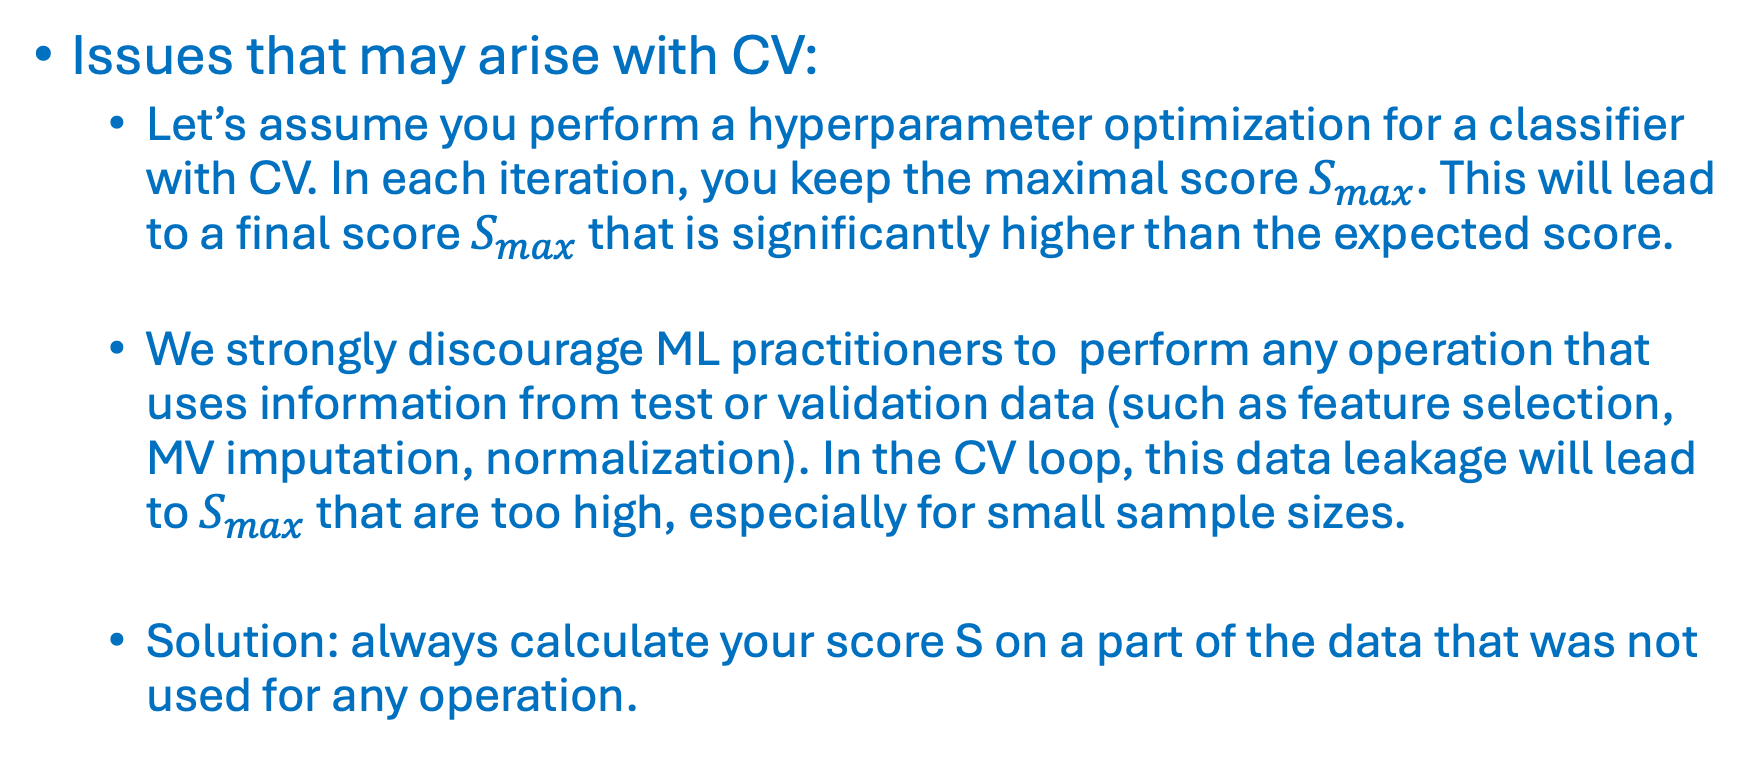 • Issues that may arise with CV:
• Let’s assume you perform a hyperparameter optimization for a classifier
with CV. In each iteration, you keep the maximal score Smax. This will lead
to a final score Smax that is significantly higher than the expected score.
• We strongly discourage ML practitioners to  perform any operation that
uses information from test or validation data (such as feature selection,
MV imputation, normalization). In the CV loop, this data leakage will lead
to Smax that are too high, especially for small sample sizes.
• Solution: always calculate your score S on a part of the data that was not
used for any operation.